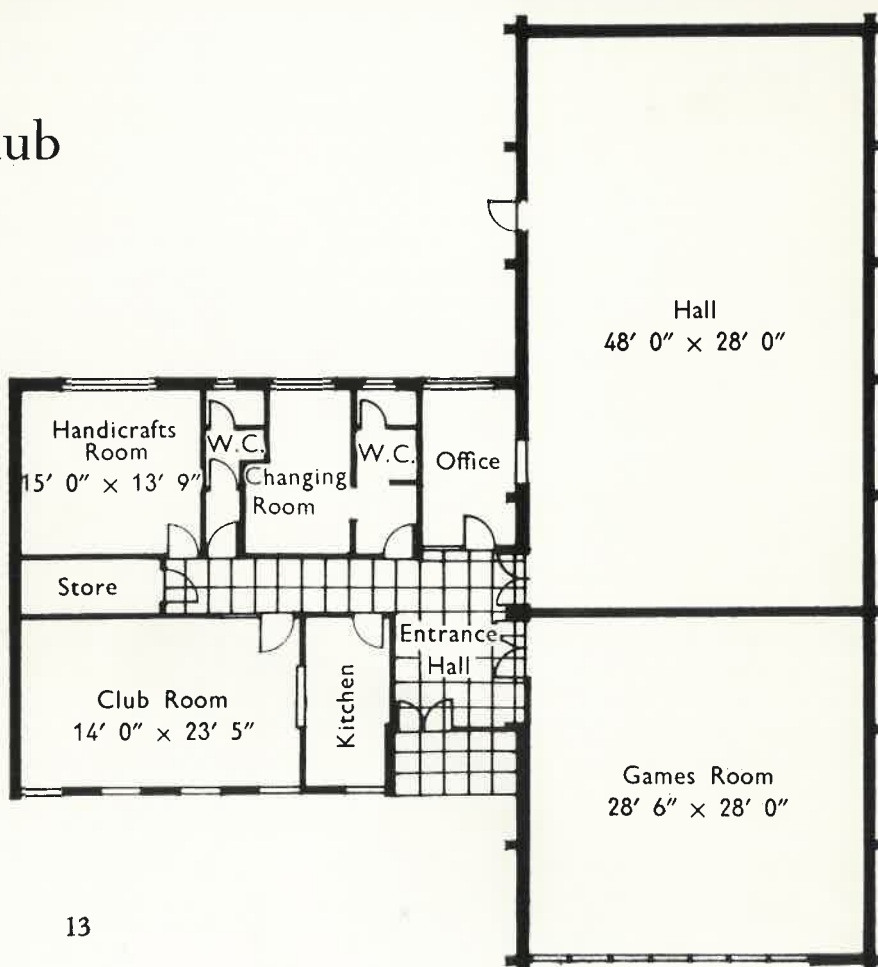 Hall
48′ 0″ × 28′ 0″
Handicrafts
Room
15′ 0″ × 13′ 9″
W.C.
Changing
Room
W.C.
Office
Store
Entrance
Hall
Club Room
14′ 0″ × 23′ 5″
Kitchen
Games Room
28′ 6″ × 28′ 0″
13